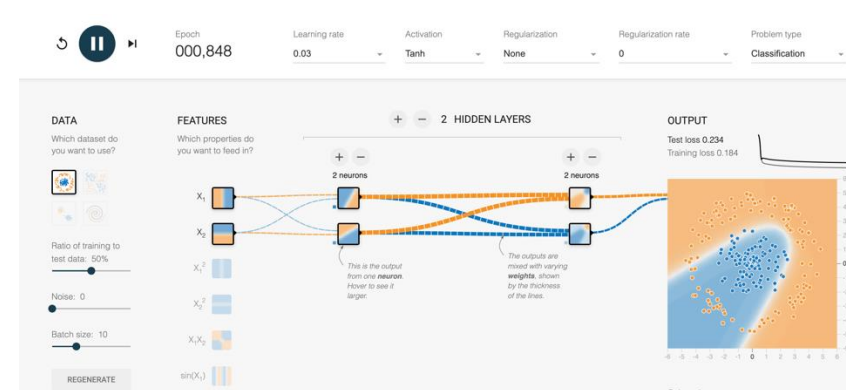 Epoch
000,848
Learning rate
0.03
Activation
Tanh
Regularization
None
Regularization rate
0
Problem type
Classification
DATA
Which dataset do
you want to use?
Ratio of training to
test data: 50%
Noise: 0
Batch size: 10
REGENERATE
FEATURES
Which properties do
you want to feed in?
X₁
X₂
X₁²
X₂²
X₁X₂
sin(X₁)
+ − 2 HIDDEN LAYERS
+ −
2 neurons
+ −
2 neurons
This is the output
from one neuron.
Hover to see it
larger.
The outputs are
mixed with varying
weights, shown
by the thickness
of the lines.
OUTPUT
Test loss 0.234
Training loss 0.184
-6 -5 -4 -3 -2 -1 0 1 2 3 4 5 6